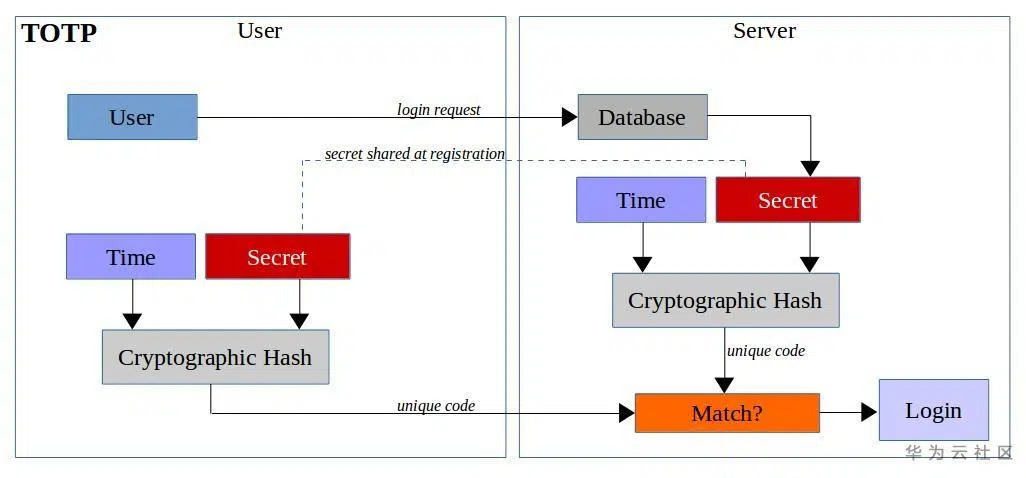 TOTP
User
Server
User
login request
Database
secret shared at registration
Time
Secret
Time
Secret
Cryptographic Hash
Cryptographic Hash
unique code
unique code
Match?
Login
华为云社区